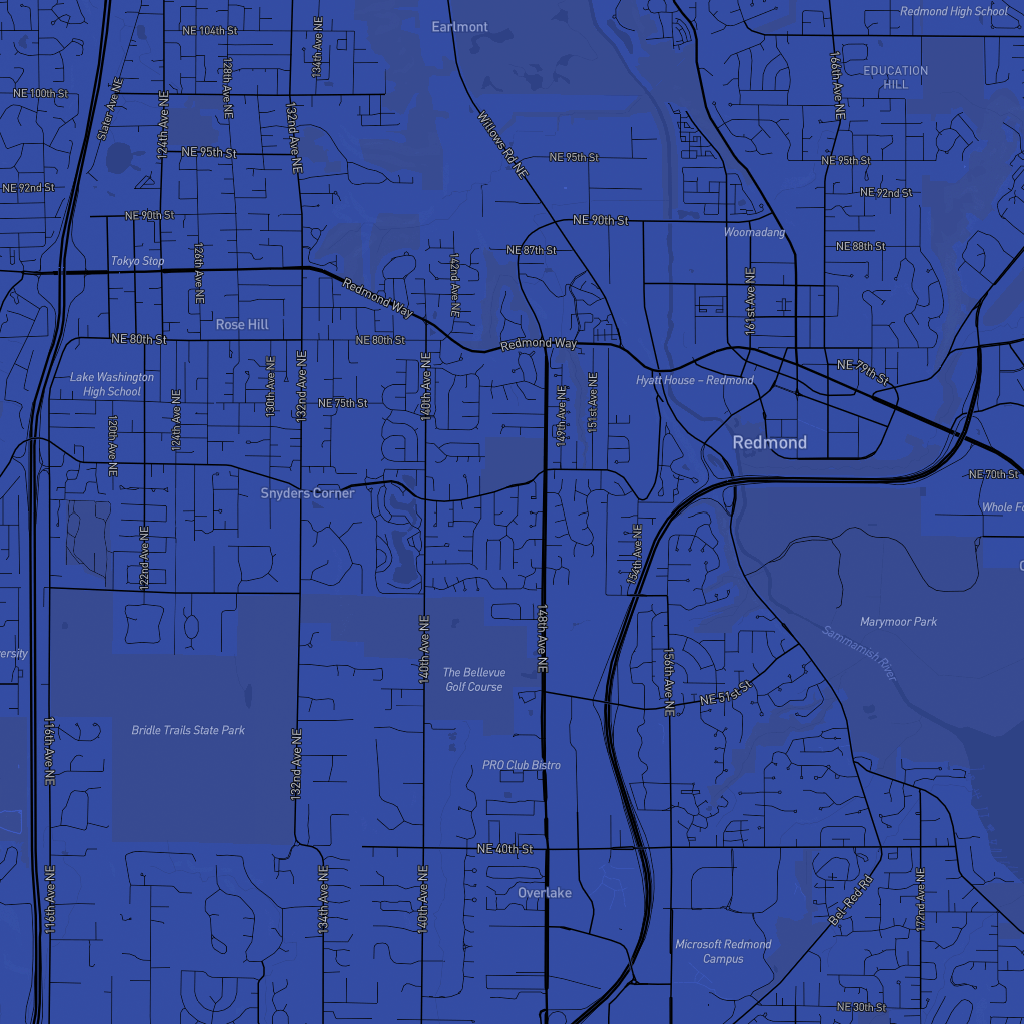 Redmond High School
Earlmont
NE 104th St
134th Ave NE
EDUCATION
HILL
166th Ave NE
128th Ave NE
NE 100th St
Slater Ave NE
124th Ave NE
132nd Ave NE
Willows Rd NE
NE 95th St
NE 95th St
NE 95th St
NE 92nd St
NE 92nd St
NE 90th St
NE 90th St
Woomadang
NE 87th St
NE 88th St
Tokyo Stop
126th Ave NE
142nd Ave NE
Redmond Way
161st Ave NE
Rose Hill
NE 80th St
NE 80th St
Redmond Way
NE 79th St
Lake Washington
High School
130th Ave NE
132nd Ave NE
140th Ave NE
Hyatt House – Redmond
NE 75th St
149th Ave NE
151st Ave NE
120th Ave NE
124th Ave NE
Redmond
NE 70th St
Snyders Corner
Whole Fu
122nd Ave NE
154th Ave NE
Marymoor Park
148th Ave NE
140th Ave NE
Sammamish River
ersity
The Bellevue
Golf Course
156th Ave NE
NE 51st St
Bridle Trails State Park
116th Ave NE
132nd Ave NE
PRO Club Bistro
NE 40th St
Overlake
116th Ave NE
134th Ave NE
140th Ave NE
Bel-Red Rd
172nd Ave NE
Microsoft Redmond
Campus
NE 30th St